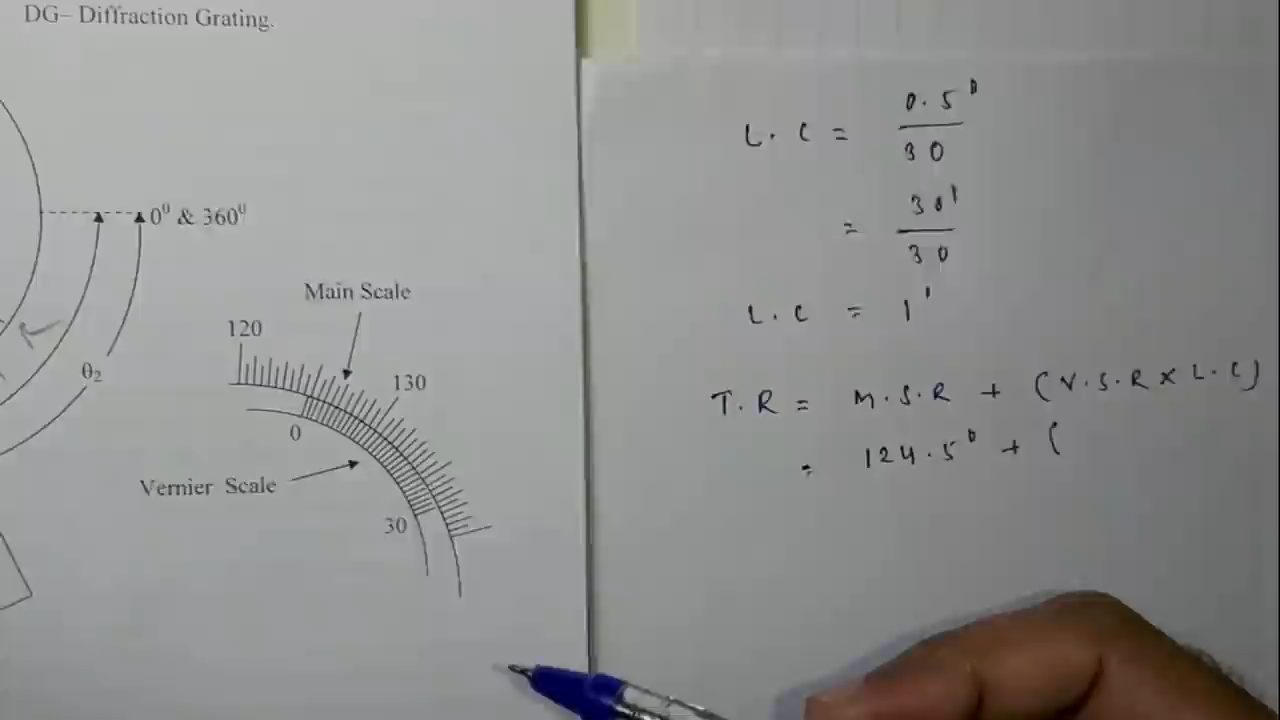 DG– Diffraction Grating.
0⁰ & 360⁰
Main Scale
120
130
θ₂
0
Vernier Scale
30
L.C = 0.5⁰ / 30
= 30' / 30
L.C = 1'
T.R = M.S.R + (V.S.R X L.C)
= 124.5⁰ + (